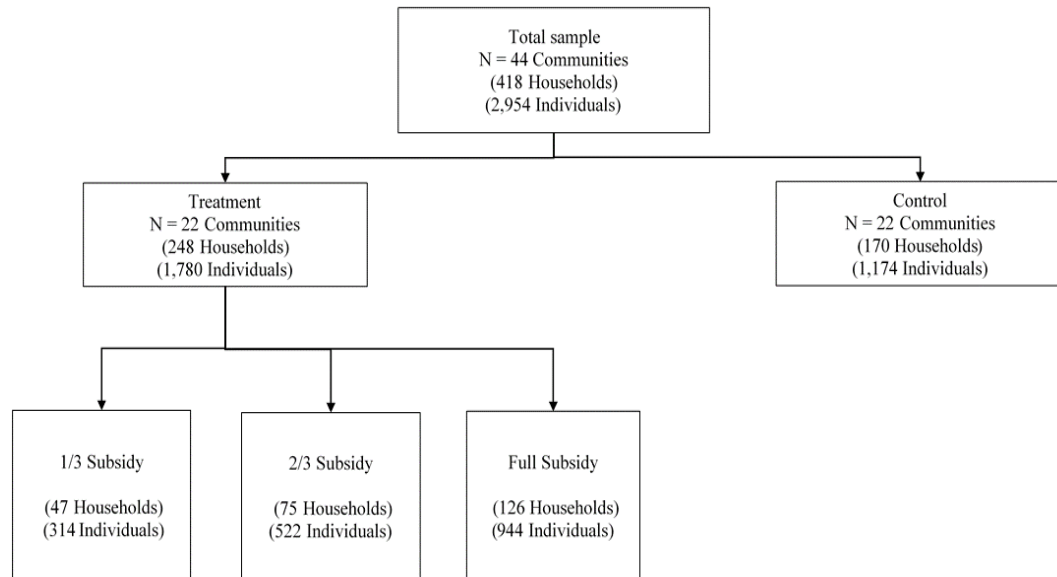 Total sample
N = 44 Communities
(418 Households)
(2,954 Individuals)
Treatment
N = 22 Communities
(248 Households)
(1,780 Individuals)
Control
N = 22 Communities
(170 Households)
(1,174 Individuals)
1/3 Subsidy
(47 Households)
(314 Individuals)
2/3 Subsidy
(75 Households)
(522 Individuals)
Full Subsidy
(126 Households)
(944 Individuals)